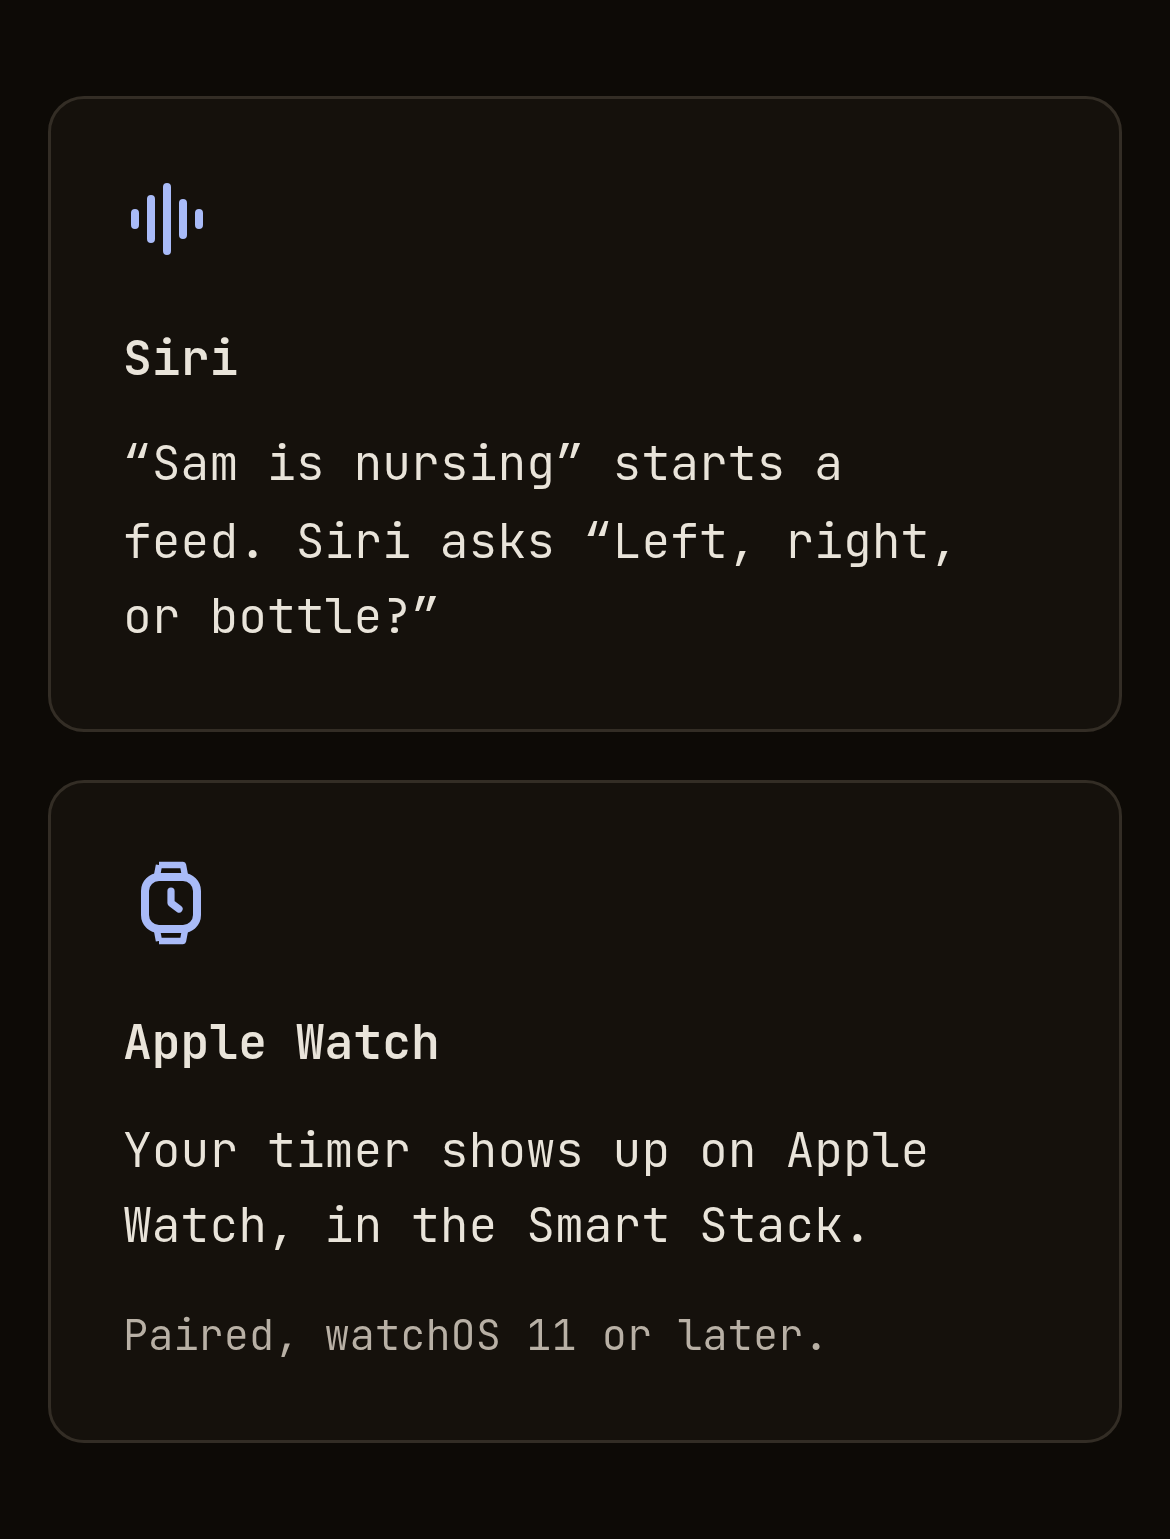 Siri
“Sam is nursing” starts a
feed. Siri asks “Left, right,
or bottle?”
Apple Watch
Your timer shows up on Apple
Watch, in the Smart Stack.
Paired, watchOS 11 or later.